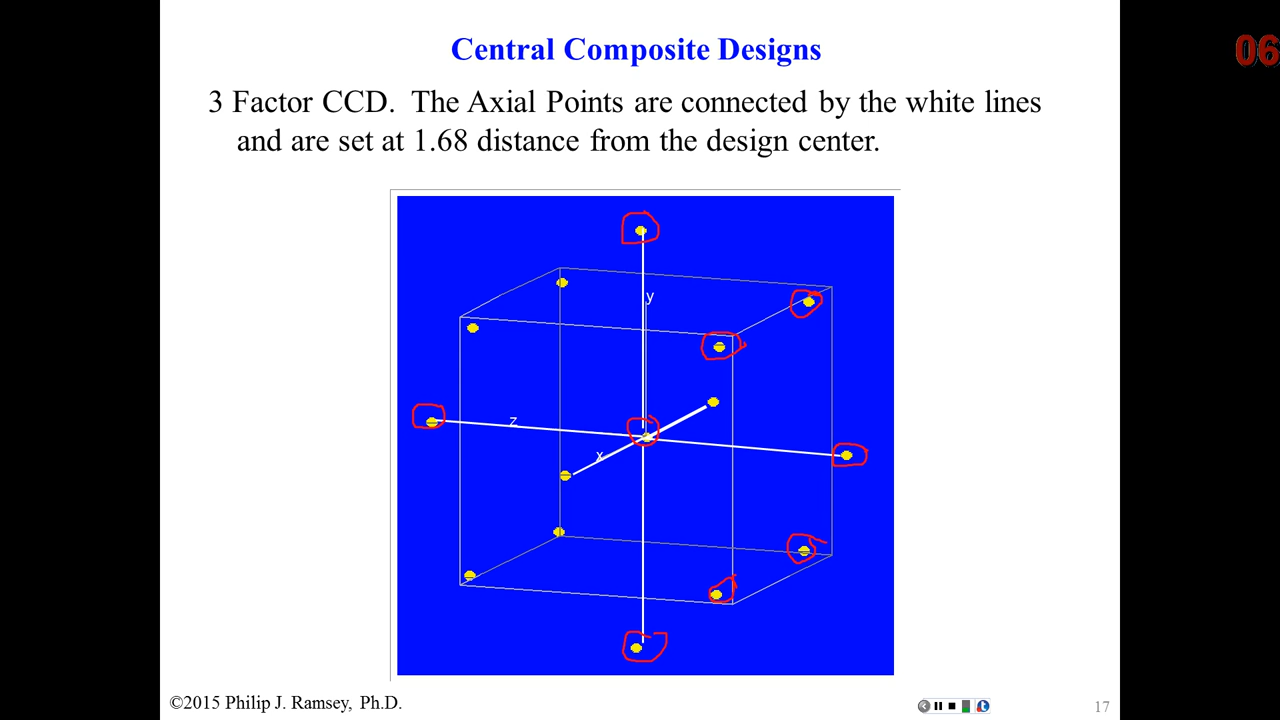 Central Composite Designs
06
3 Factor CCD. The Axial Points are connected by the white lines
and are set at 1.68 distance from the design center.
y
z
x
©2015 Philip J. Ramsey, Ph.D.
17